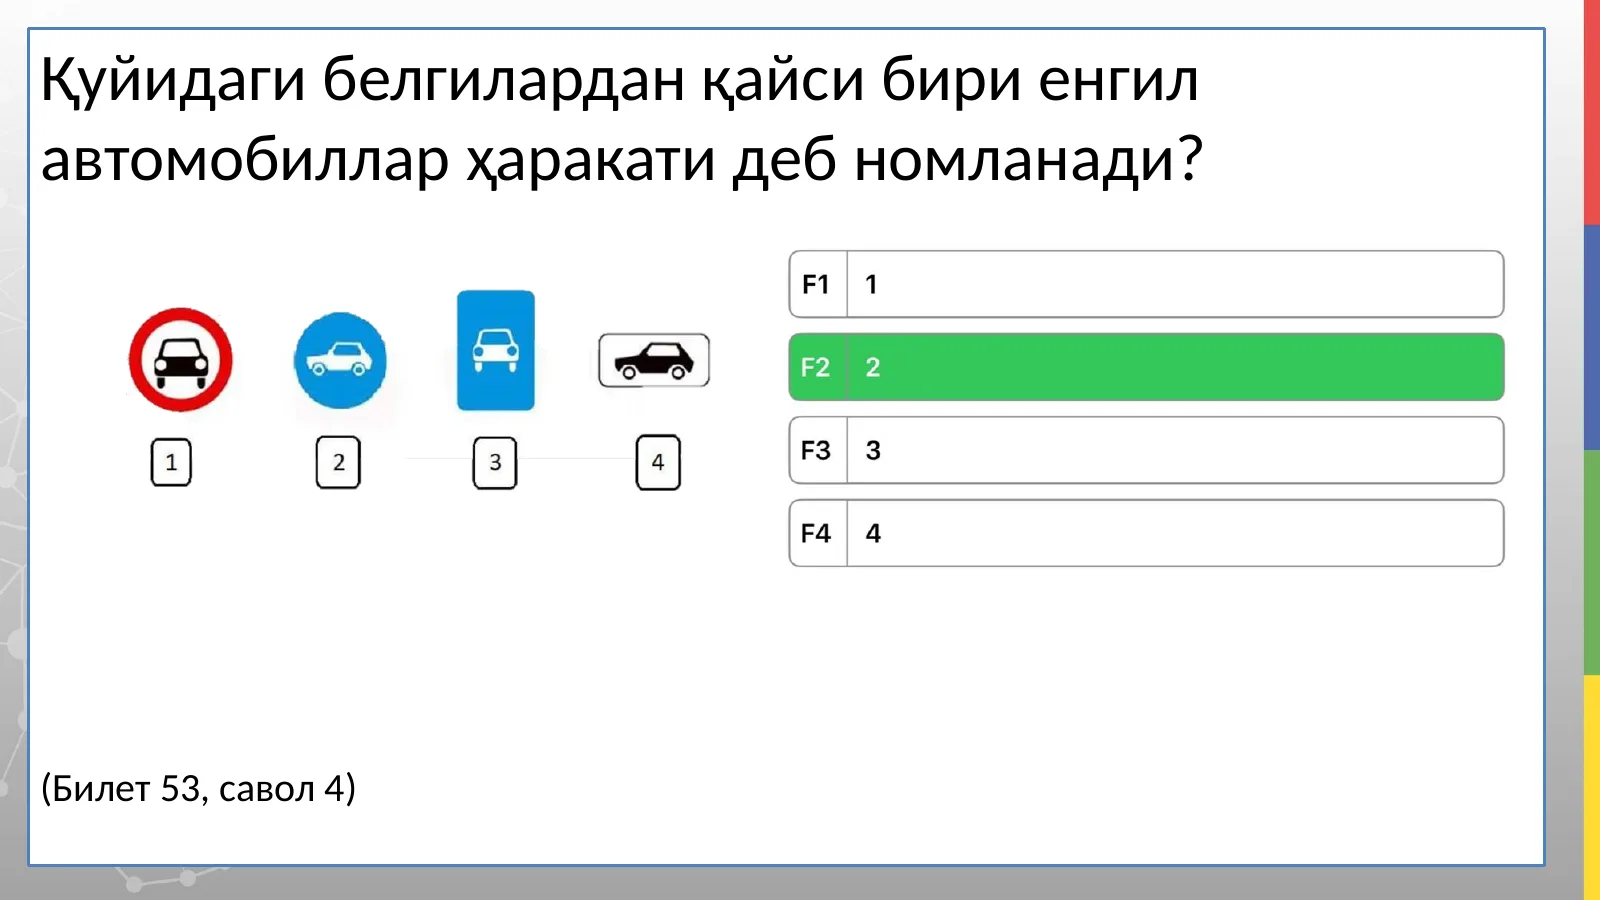 Қуйидаги белгилардан қайси бири енгил
автомобиллар ҳаракати деб номланади?
1
2
3
4
F1 1
F2 2
F3 3
F4 4
(Билет 53, савол 4)